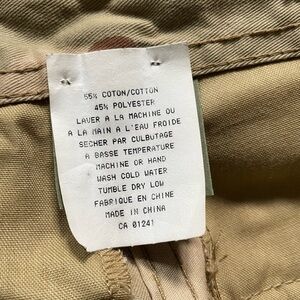 55% COTON/COTTON
45% POLYESTER
LAVER A LA MACHINE OU
A LA MAIN A L'EAU FROIDE
SECHER PAR CULBUTAGE
A BASSE TEMPERATURE
MACHINE OR HAND
WASH COLD WATER
TUMBLE DRY LOW
FABRIQUE EN CHINE
MADE IN CHINA
CA 01241